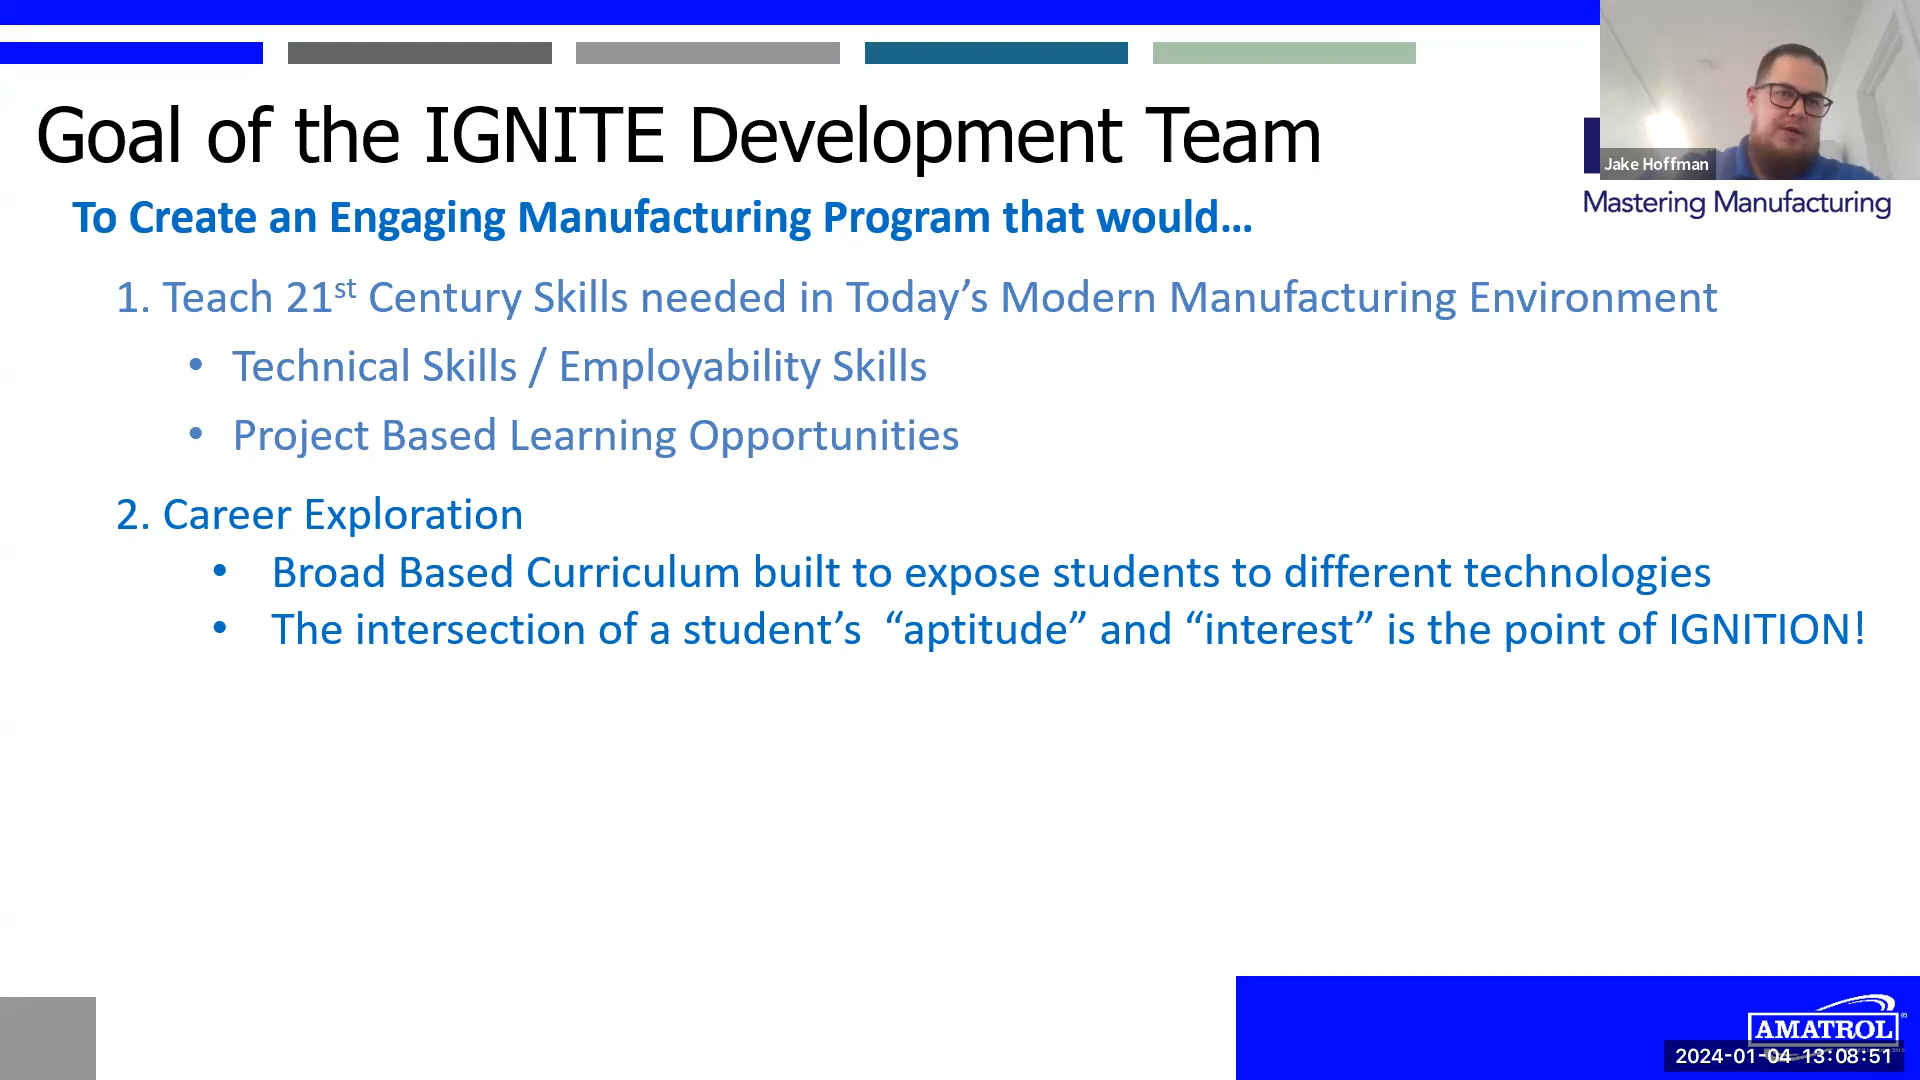 Goal of the IGNITE Development Team
Jake Hoffman
Mastering Manufacturing
To Create an Engaging Manufacturing Program that would...
1. Teach 21st Century Skills needed in Today’s Modern Manufacturing Environment
• Technical Skills / Employability Skills
• Project Based Learning Opportunities
2. Career Exploration
• Broad Based Curriculum built to expose students to different technologies
• The intersection of a student’s “aptitude” and “interest” is the point of IGNITION!
AMATROL®
2024-01-04 13:08:51